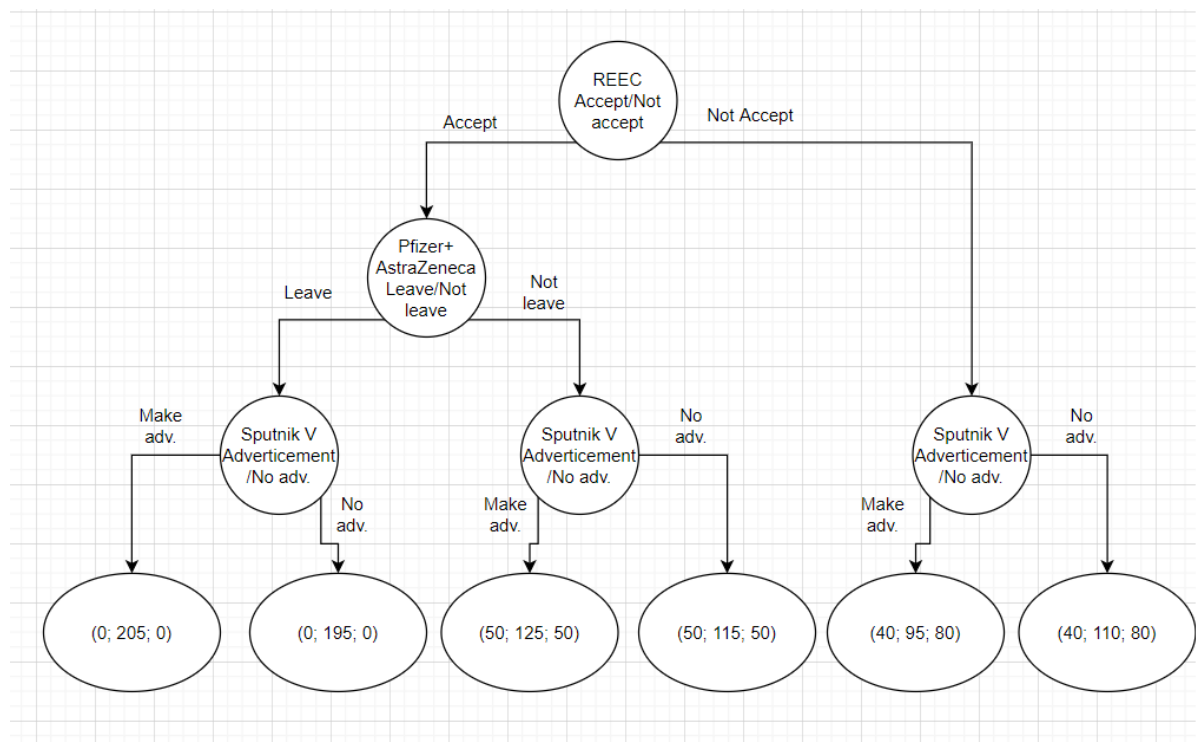 REEC
Accept/Not
accept
Accept
Not Accept
Pfizer+
AstraZeneca
Leave/Not
leave
Leave
Not
leave
Make
adv.
Sputnik V
Adverticement
/No adv.
No
adv.
Make
adv.
Sputnik V
Adverticement
/No adv.
No
adv.
Make
adv.
Sputnik V
Adverticement
/No adv.
No
adv.
(0; 205; 0)
(0; 195; 0)
(50; 125; 50)
(50; 115; 50)
(40; 95; 80)
(40; 110; 80)